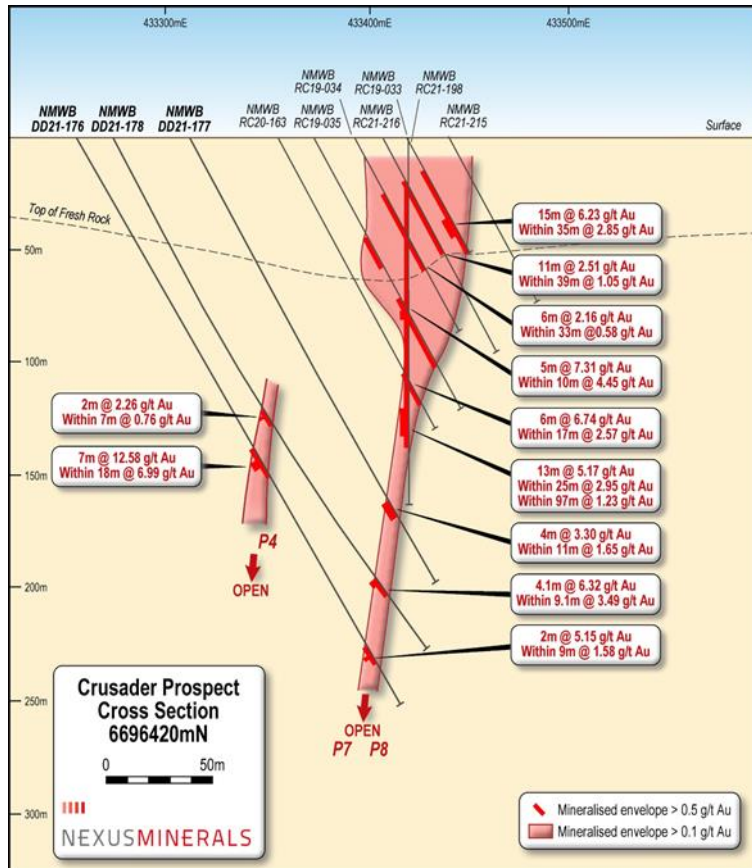 433300mE
433400mE
433500mE
NMWB
RC19-034
NMWB
RC19-033
NMWB
RC21-198
NMWB
DD21-176
NMWB
DD21-178
NMWB
DD21-177
NMWB
RC20-163
NMWB
RC19-035
NMWB
RC21-216
NMWB
RC21-215
Surface
Top of Fresh Rock
50m
100m
150m
200m
250m
300m
15m @ 6.23 g/t Au
Within 35m @ 2.85 g/t Au
11m @ 2.51 g/t Au
Within 39m @ 1.05 g/t Au
6m @ 2.16 g/t Au
Within 33m @0.58 g/t Au
5m @ 7.31 g/t Au
Within 10m @ 4.45 g/t Au
6m @ 6.74 g/t Au
Within 17m @ 2.57 g/t Au
13m @ 5.17 g/t Au
Within 25m @ 2.95 g/t Au
Within 97m @ 1.23 g/t Au
4m @ 3.30 g/t Au
Within 11m @ 1.65 g/t Au
4.1m @ 6.32 g/t Au
Within 9.1m @ 3.49 g/t Au
2m @ 5.15 g/t Au
Within 9m @ 1.58 g/t Au
2m @ 2.26 g/t Au
Within 7m @ 0.76 g/t Au
7m @ 12.58 g/t Au
Within 18m @ 6.99 g/t Au
P4
OPEN
OPEN
P7 P8
Crusader Prospect
Cross Section
6696420mN
0 50m
NEXUSMINERALS
Mineralised envelope > 0.5 g/t Au
Mineralised envelope > 0.1 g/t Au